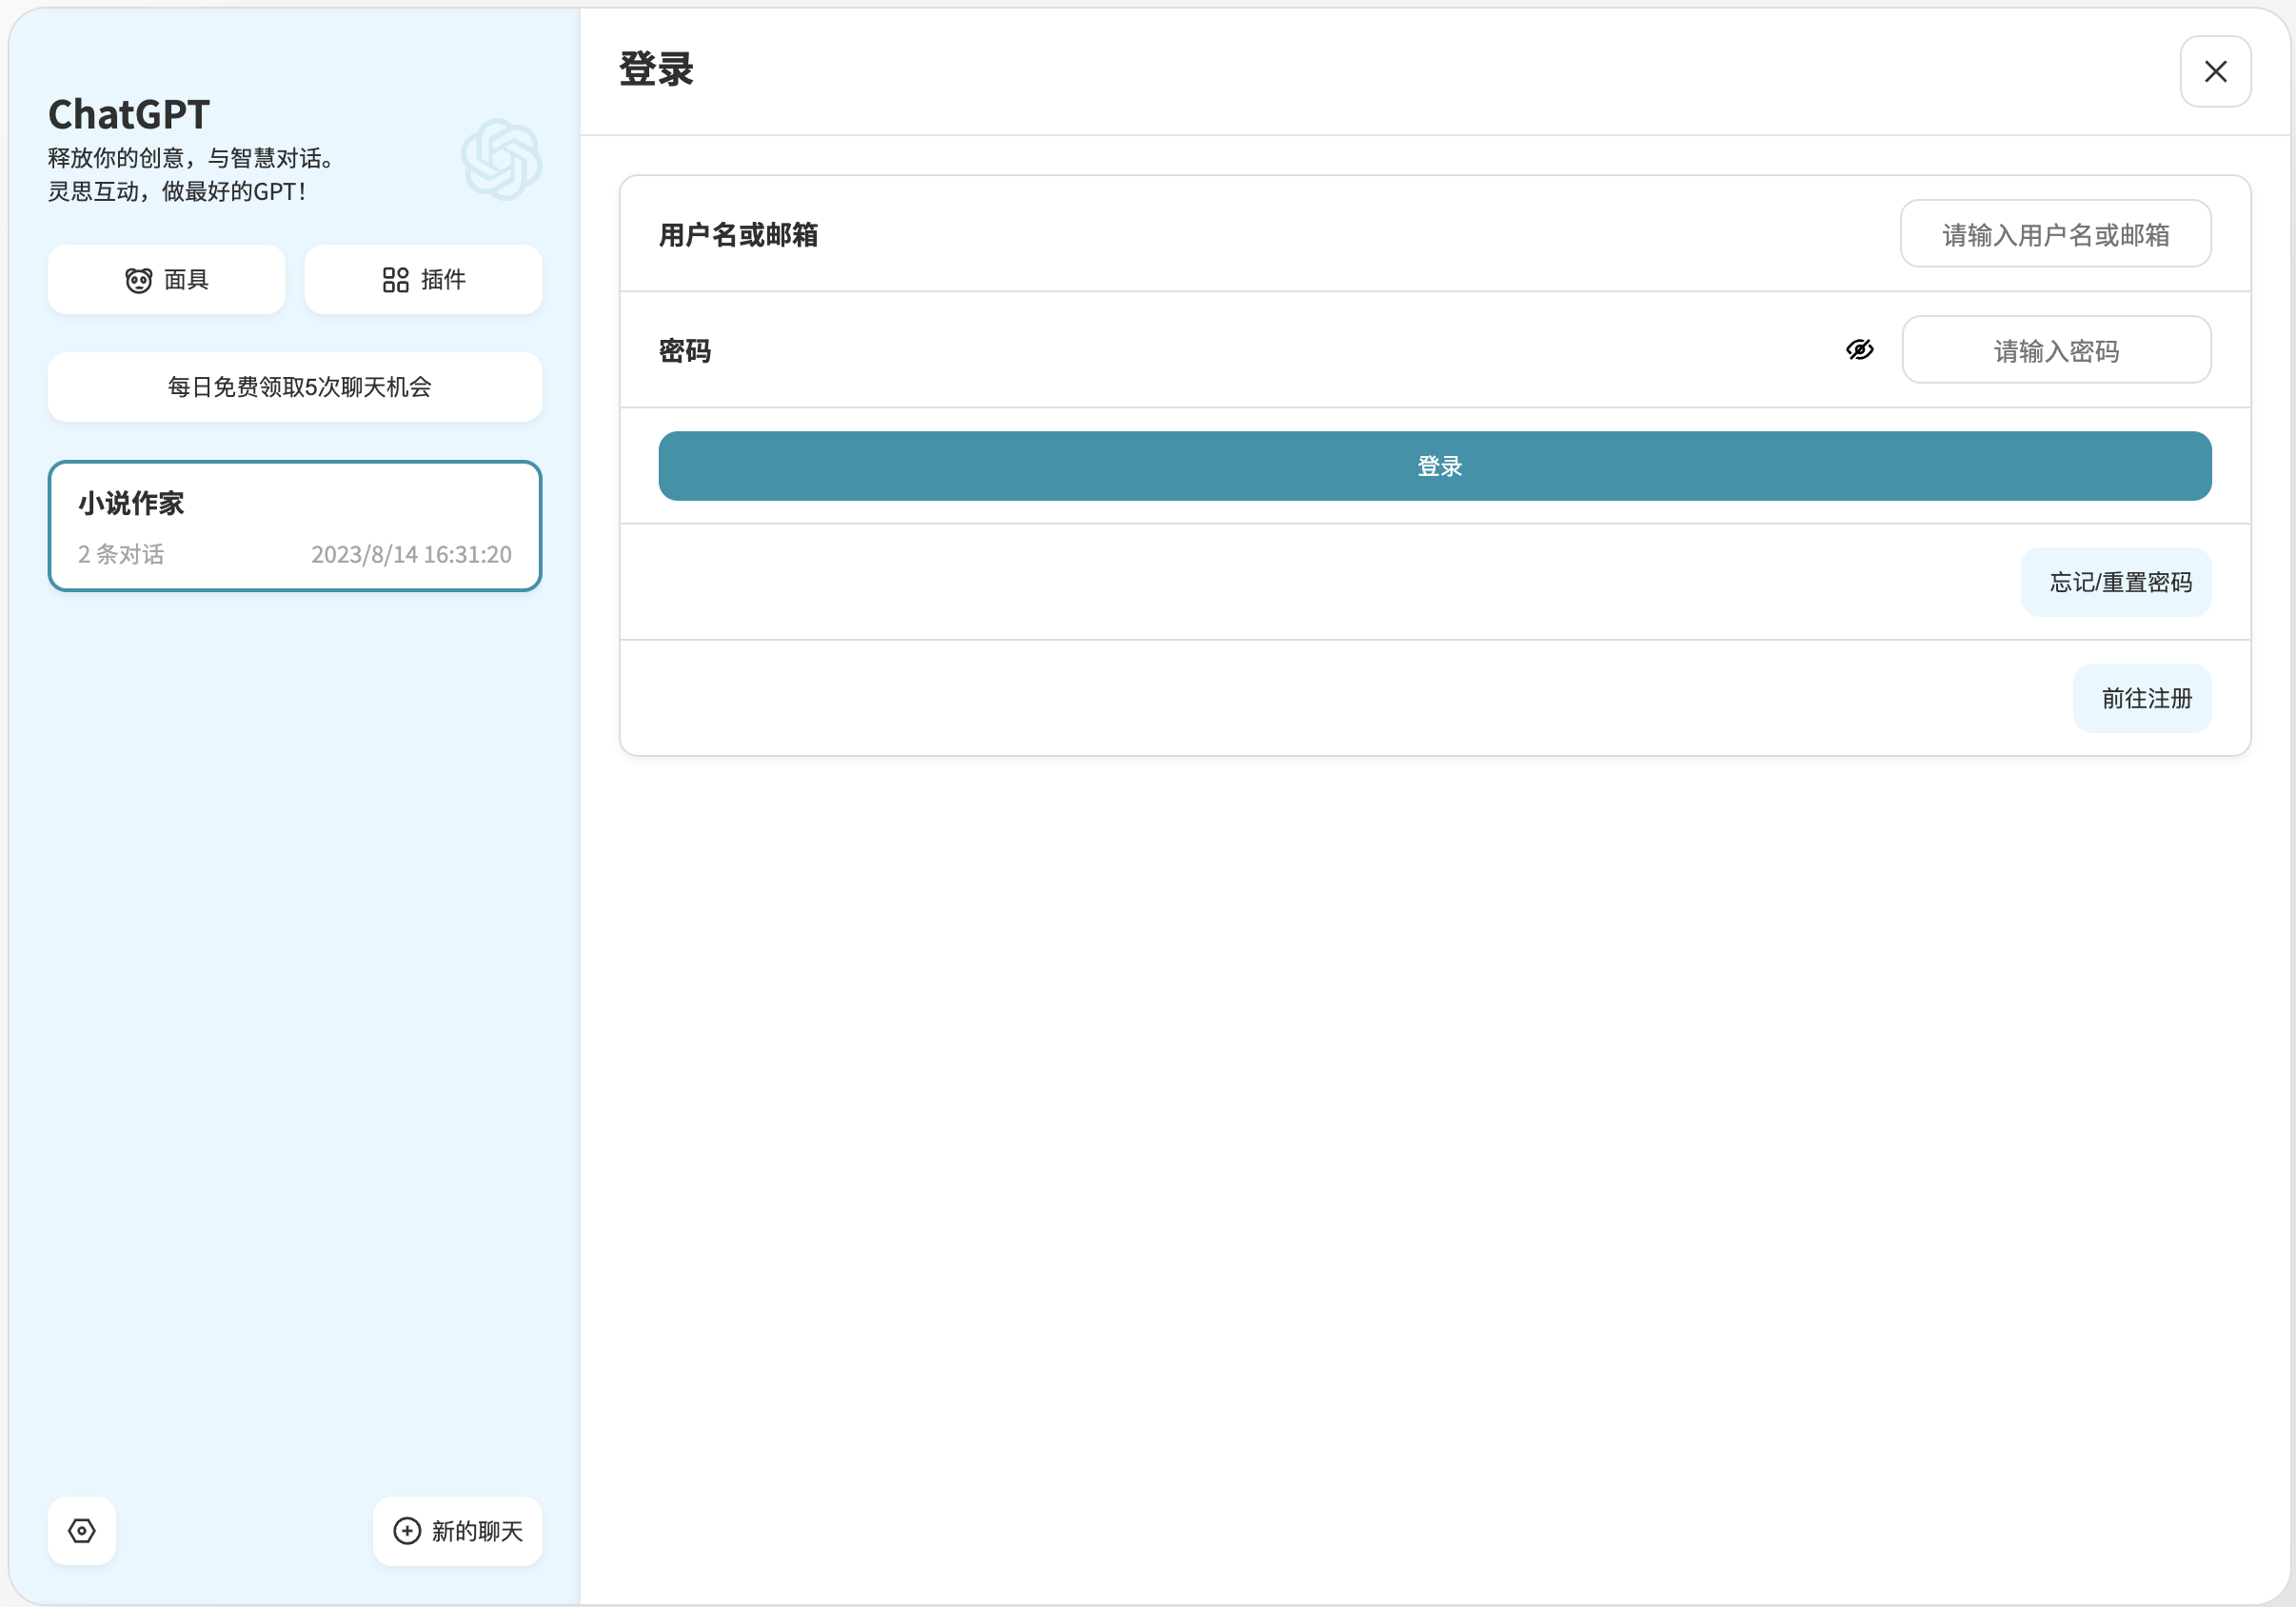 ChatGPT
释放你的创意，与智慧对话。
灵思互动，做最好的GPT！
面具
插件
每日免费领取5次聊天机会
小说作家
2 条对话
2023/8/14 16:31:20
新的聊天
登录
用户名或邮箱
请输入用户名或邮箱
密码
请输入密码
登录
忘记/重置密码
前往注册